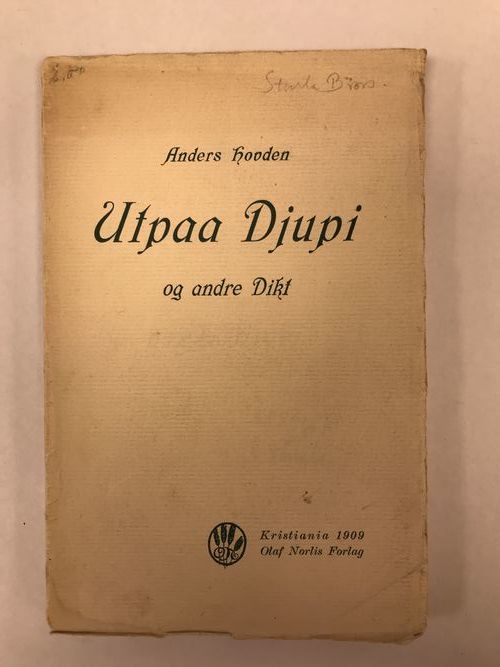 Anders Hovden
Utpaa Djupi
og andre Dikt
Kristiania 1909
Olaf Norlis Forlag